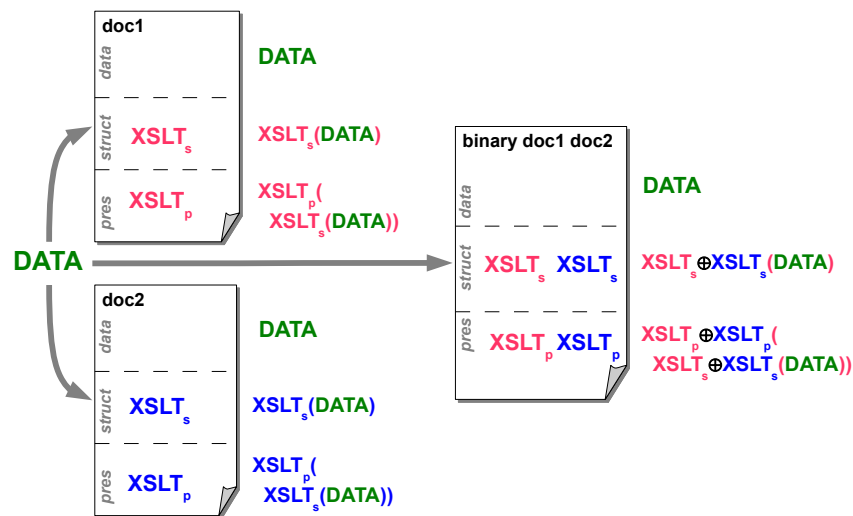 doc1
data
DATA
struct
XSLTs
XSLTs(DATA)
pres
XSLTp
XSLTp(
XSLTs(DATA))
DATA
doc2
data
DATA
struct
XSLTs
XSLTs(DATA)
pres
XSLTp
XSLTp(
XSLTs(DATA))
binary doc1 doc2
data
DATA
struct
XSLTs XSLTs
XSLTs⊕XSLTs(DATA)
pres
XSLTp XSLTp
XSLTp⊕XSLTp(
XSLTs⊕XSLTs(DATA))